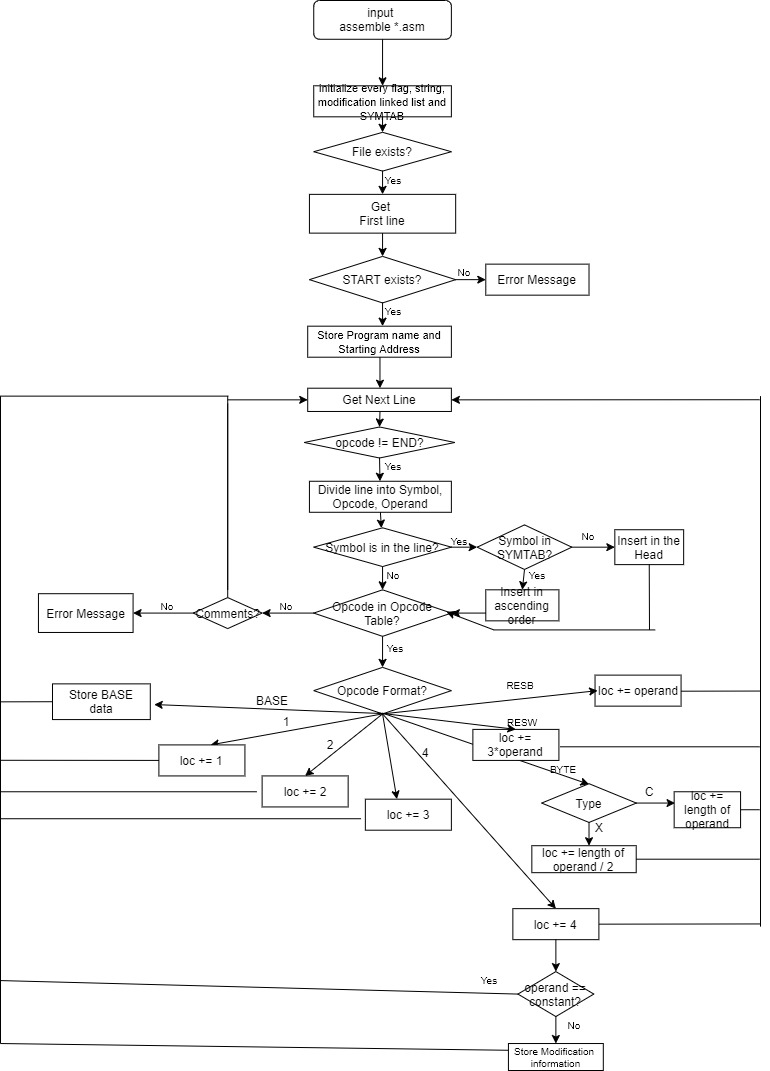 input
assemble *.asm
Initialize every flag, string,
modification linked list and
SYMTAB
File exists?
Yes
Get
First line
START exists?
No
Error Message
Yes
Store Program name and
Starting Address
Get Next Line
opcode != END?
Yes
Divide line into Symbol,
Opcode, Operand
Symbol is in the line?
Yes
Symbol in
SYMTAB?
No
Insert in the
Head
No
Yes
Insert in
ascending
order
Opcode in Opcode
Table?
No
Comments?
No
Error Message
Yes
Opcode Format?
RESB
loc += operand
BASE
Store BASE
data
1
loc += 1
2
loc += 2
loc += 3
4
RESW
loc +=
3*operand
BYTE
Type
C
loc +=
length of
operand
X
loc += length of
operand / 2
loc += 4
operand ==
constant?
Yes
No
Store Modification
information